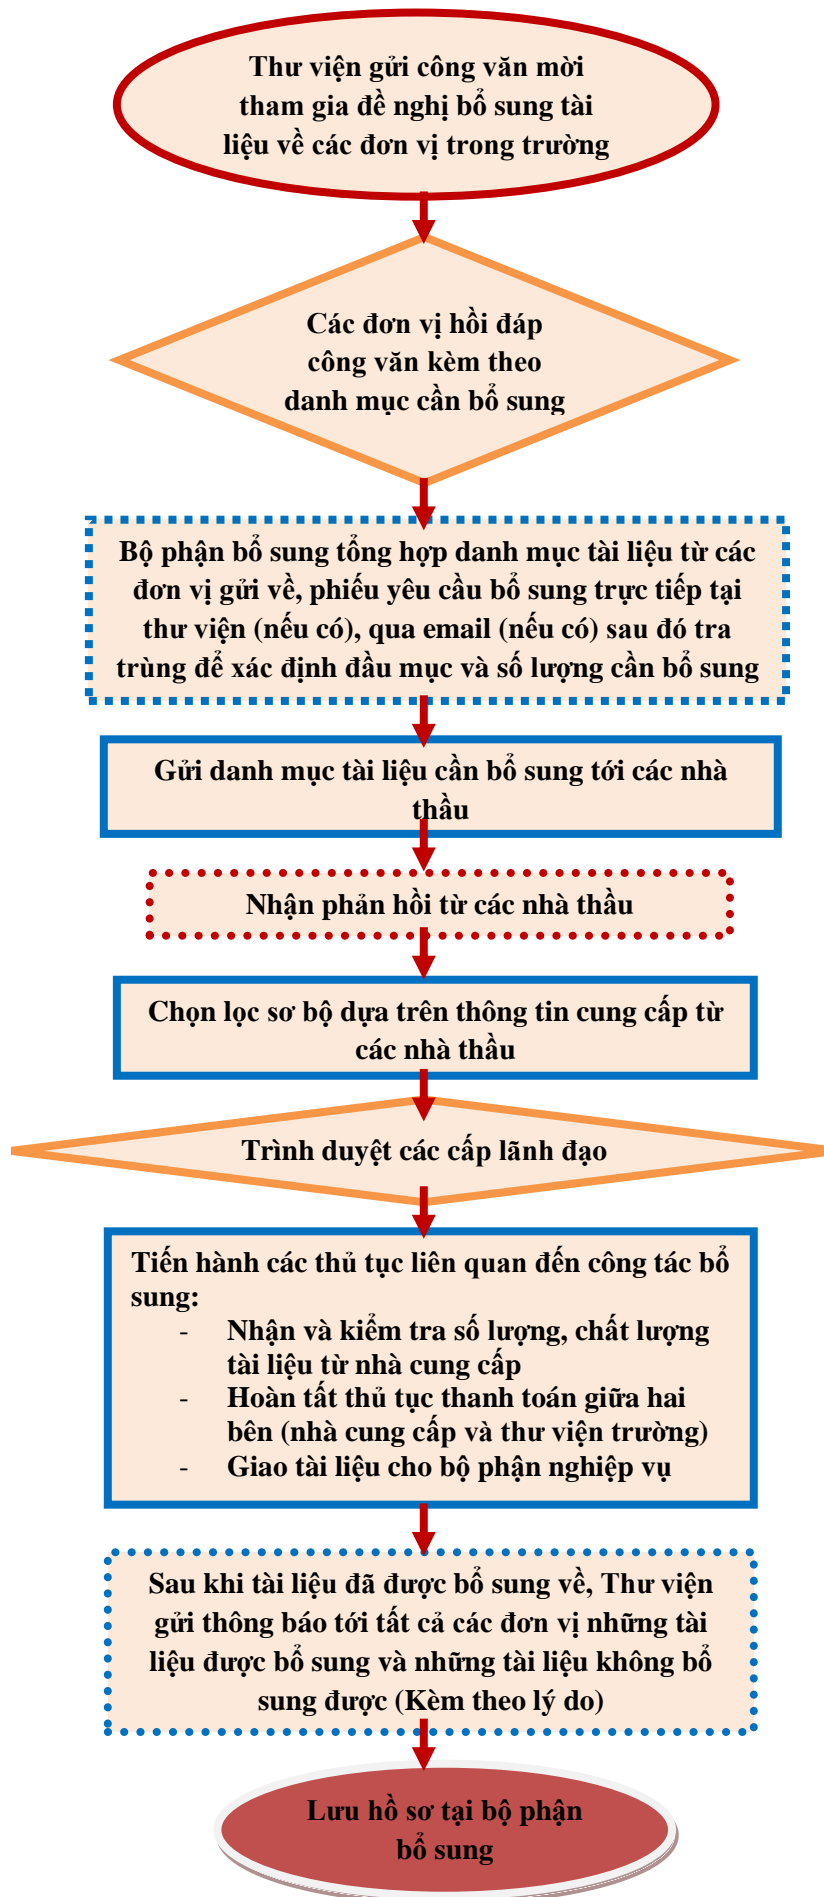 Thư viện gửi công văn mời
tham gia đề nghị bổ sung tài
liệu về các đơn vị trong trường
Các đơn vị hồi đáp
công văn kèm theo
danh mục cần bổ sung
Bộ phận bổ sung tổng hợp danh mục tài liệu từ các
đơn vị gửi về, phiếu yêu cầu bổ sung trực tiếp tại
thư viện (nếu có), qua email (nếu có) sau đó tra
trùng để xác định đầu mục và số lượng cần bổ sung
Gửi danh mục tài liệu cần bổ sung tới các nhà
thầu
Nhận phản hồi từ các nhà thầu
Chọn lọc sơ bộ dựa trên thông tin cung cấp từ
các nhà thầu
Trình duyệt các cấp lãnh đạo
Tiến hành các thủ tục liên quan đến công tác bổ
sung:
- Nhận và kiểm tra số lượng, chất lượng
tài liệu từ nhà cung cấp
- Hoàn tất thủ tục thanh toán giữa hai
bên (nhà cung cấp và thư viện trường)
- Giao tài liệu cho bộ phận nghiệp vụ
Sau khi tài liệu đã được bổ sung về, Thư viện
gửi thông báo tới tất cả các đơn vị những tài
liệu được bổ sung và những tài liệu không bổ
sung được (Kèm theo lý do)
Lưu hồ sơ tại bộ phận
bổ sung